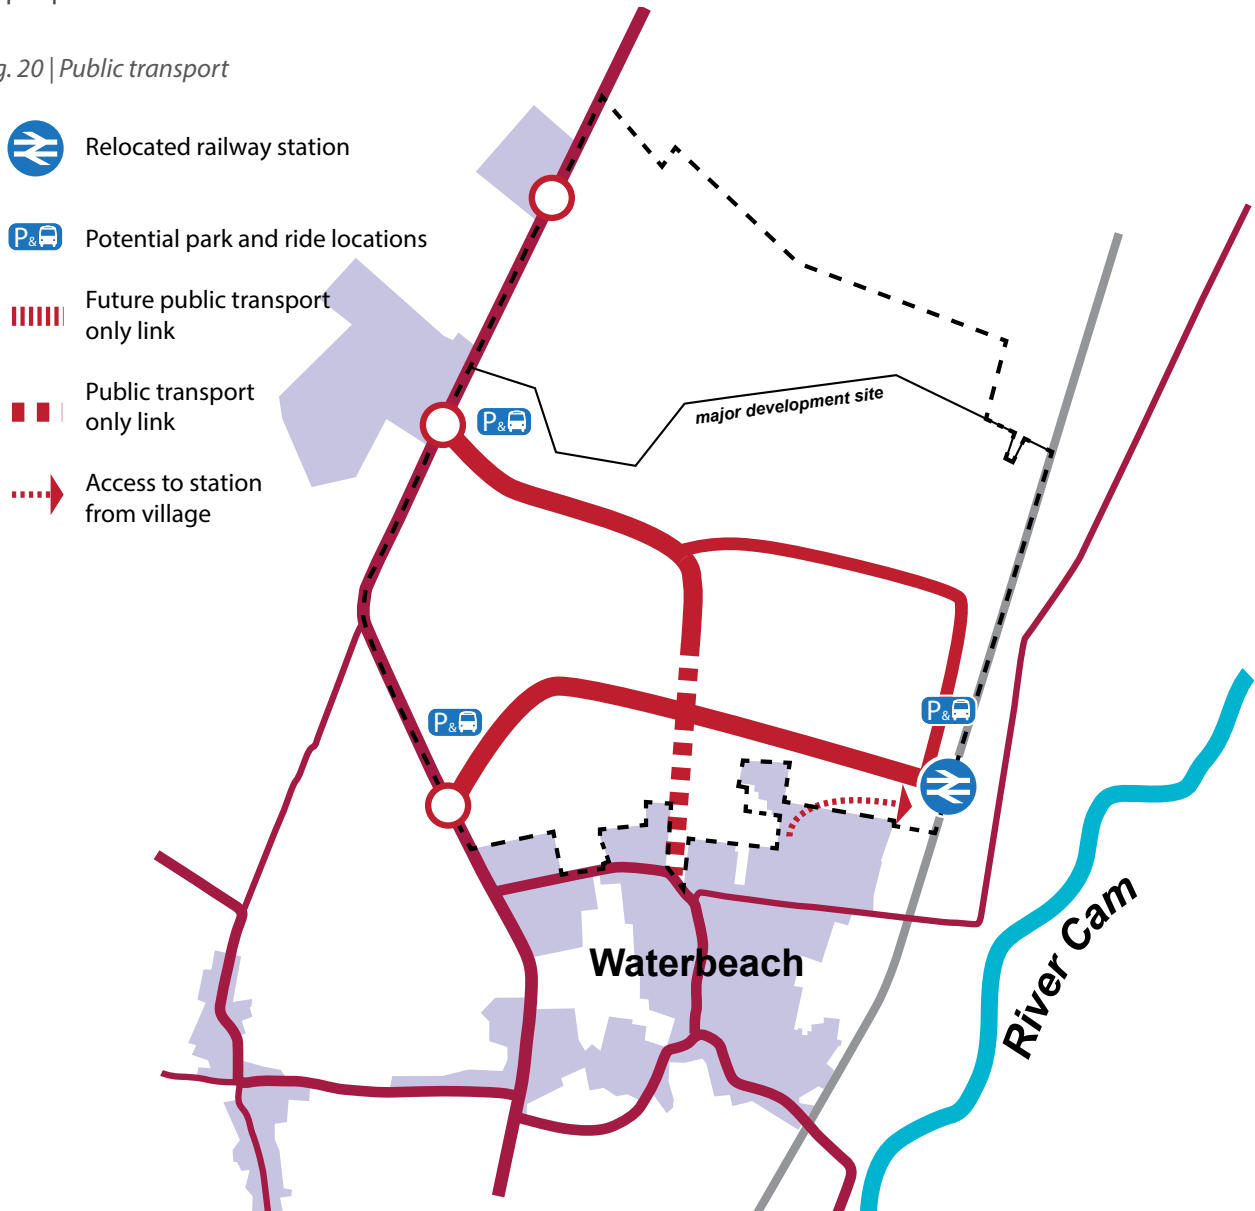 g. 20 | Public transport
Relocated railway station
P&
Potential park and ride locations
Future public transport
only link
Public transport
only link
Access to station
from village
P&
major development site
P&
P&
Waterbeach
River Cam